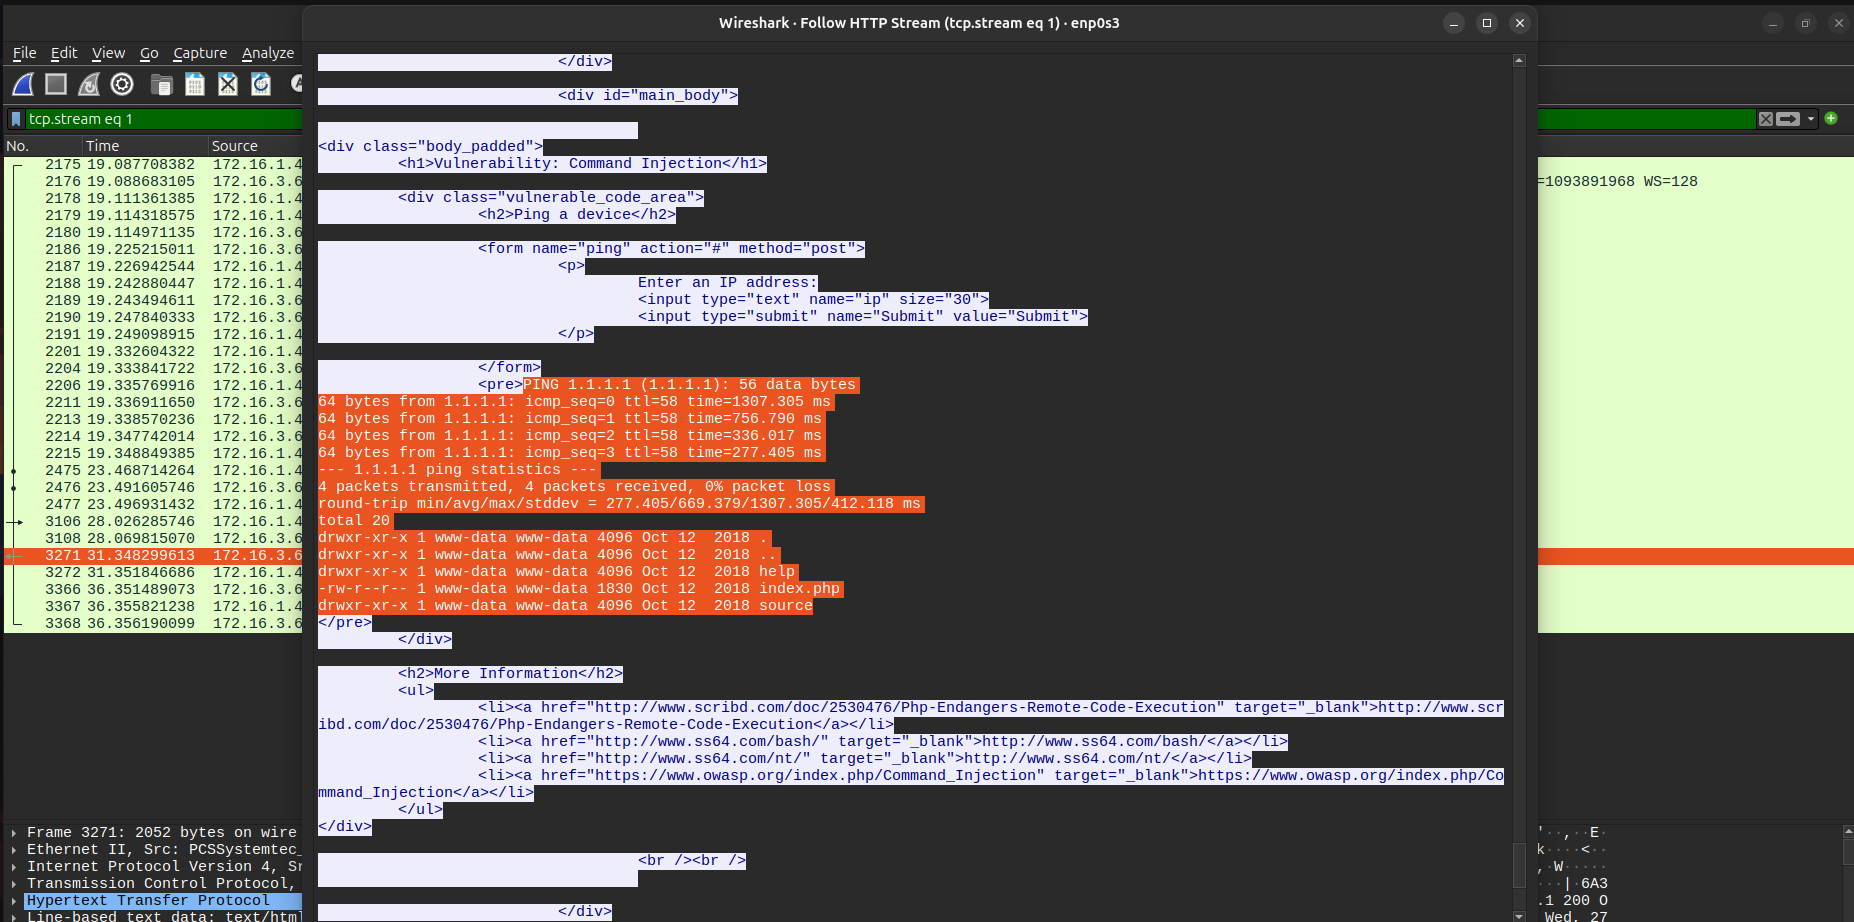 Wireshark · Follow HTTP Stream (tcp.stream eq 1) · enp0s3
File Edit View Go Capture Analyze
tcp.stream eq 1
No. Time Source
2175 19.087708382 172.16.1.4
2176 19.088683105 172.16.3.6 =1093891968 WS=128
2178 19.111361385 172.16.1.4
2179 19.114318575 172.16.1.4
2180 19.114971135 172.16.3.6
2186 19.225215011 172.16.3.6
2187 19.226942544 172.16.1.4
2188 19.242880447 172.16.1.4
2189 19.243494611 172.16.3.6
2190 19.247840333 172.16.3.6
2191 19.249098915 172.16.1.4
2201 19.332604322 172.16.1.4
2204 19.333841722 172.16.3.6
2206 19.335769916 172.16.1.4
2211 19.336911650 172.16.3.6
2213 19.338570236 172.16.1.4
2214 19.347742014 172.16.3.6
2215 19.348849385 172.16.1.4
2475 23.468714264 172.16.1.4
2476 23.491605746 172.16.3.6
2477 23.496931432 172.16.1.4
3106 28.026285746 172.16.1.4
3108 28.069815070 172.16.3.6
3271 31.348299613 172.16.3.6
3272 31.351846686 172.16.1.4
3366 36.351489073 172.16.3.6
3367 36.355821238 172.16.1.4
3368 36.356190099 172.16.3.6
</div>
<div id="main_body">
<div class="body_padded">
<h1>Vulnerability: Command Injection</h1>
<div class="vulnerable_code_area">
<h2>Ping a device</h2>
<form name="ping" action="#" method="post">
<p>
Enter an IP address:
<input type="text" name="ip" size="30">
<input type="submit" name="Submit" value="Submit">
</p>
</form>
<pre>PING 1.1.1.1 (1.1.1.1): 56 data bytes
64 bytes from 1.1.1.1: icmp_seq=0 ttl=58 time=1307.305 ms
64 bytes from 1.1.1.1: icmp_seq=1 ttl=58 time=756.790 ms
64 bytes from 1.1.1.1: icmp_seq=2 ttl=58 time=336.017 ms
64 bytes from 1.1.1.1: icmp_seq=3 ttl=58 time=277.405 ms
--- 1.1.1.1 ping statistics ---
4 packets transmitted, 4 packets received, 0% packet loss
round-trip min/avg/max/stddev = 277.405/669.379/1307.305/412.118 ms
total 20
drwxr-xr-x 1 www-data www-data 4096 Oct 12  2018 .
drwxr-xr-x 1 www-data www-data 4096 Oct 12  2018 ..
drwxr-xr-x 1 www-data www-data 4096 Oct 12  2018 help
-rw-r--r-- 1 www-data www-data 1830 Oct 12  2018 index.php
drwxr-xr-x 1 www-data www-data 4096 Oct 12  2018 source
</pre>
</div>
<h2>More Information</h2>
<ul>
<li><a href="http://www.scribd.com/doc/2530476/Php-Endangers-Remote-Code-Execution" target="_blank">http://www.scr
ibd.com/doc/2530476/Php-Endangers-Remote-Code-Execution</a></li>
<li><a href="http://www.ss64.com/bash/" target="_blank">http://www.ss64.com/bash/</a></li>
<li><a href="http://www.ss64.com/nt/" target="_blank">http://www.ss64.com/nt/</a></li>
<li><a href="https://www.owasp.org/index.php/Command_Injection" target="_blank">https://www.owasp.org/index.php/Co
mmand_Injection</a></li>
</ul>
</div>
<br /><br />
</div>
Frame 3271: 2052 bytes on wire
Ethernet II, Src: PCSSystemtec_
Internet Protocol Version 4, Sr
Transmission Control Protocol,
Hypertext Transfer Protocol
Line-based text data: text/html
' ··,··E·
k····<··
,·W·····
···|·6A3
.1 200 O
Wed, 27